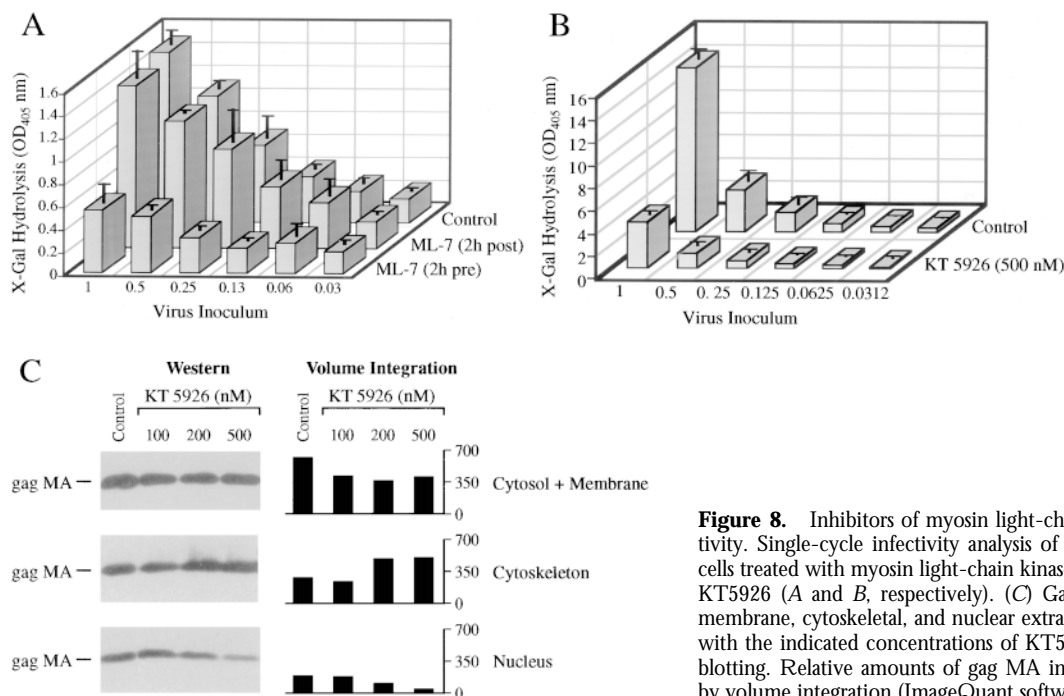 A
X-Gal Hydrolysis (OD405 nm)
1.6
1.4
1.2
1
0.8
0.6
0.4
0.2
0
1 0.5 0.25 0.13 0.06 0.03
Virus Inoculum
Control
ML-7 (2h post)
ML-7 (2h pre)
B
X-Gal Hydrolysis (OD405 nm)
16
14
12
10
8
6
4
2
0
1 0.5 0. 25 0.125 0.0625 0.0312
Virus Inoculum
Control
KT 5926 (500 nM)
C
Western Volume Integration
Control KT 5926 (nM) Control KT 5926 (nM)
100 200 500 100 200 500
gag MA 700 350 0 Cytosol + Membrane
gag MA 700 350 0 Cytoskeleton
gag MA 700 350 Nucleus
Figure 8. Inhibitors of myosin light-cha
tivity. Single-cycle infectivity analysis of
cells treated with myosin light-chain kinas
KT5926 (A and B, respectively). (C) Ga
membrane, cytoskeletal, and nuclear extra
with the indicated concentrations of KT5
blotting. Relative amounts of gag MA in
by volume integration (ImageQuant softw